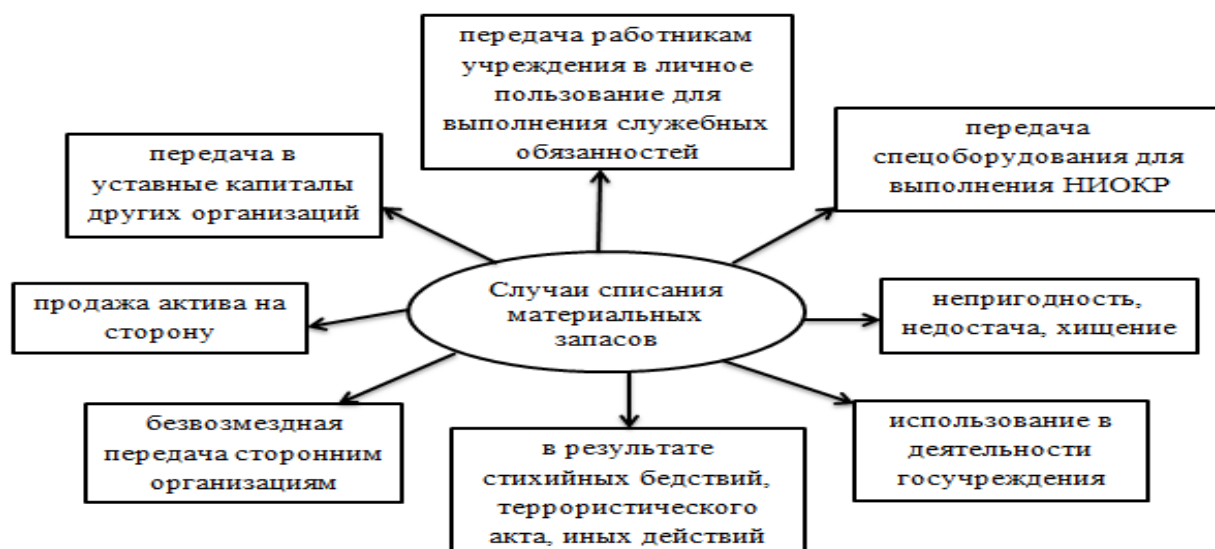 передача работникам
учреждения в личное
пользование для
выполнения служебных
обязанностей
передача в
уставные капиталы
других организаций
передача
спецоборудования для
выполнения НИОКР
Случаи списания
материальных
запасов
продажа актива на
сторону
непригодность,
недостача, хищение
безвозмездная
передача сторонним
организациям
в результате
стихийных бедствий,
террористического
акта, иных действий
использование в
деятельности
госучреждения